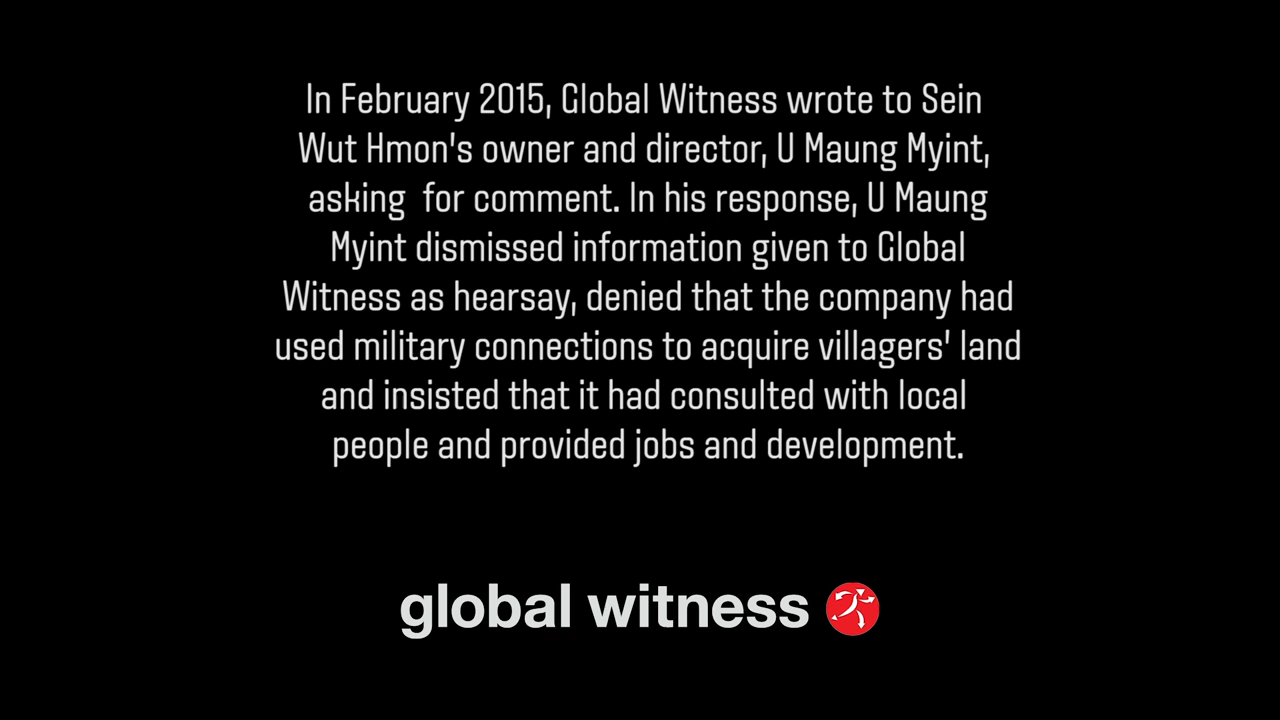 In February 2015, Global Witness wrote to Sein
Wut Hmon's owner and director, U Maung Myint,
asking  for comment. In his response, U Maung
Myint dismissed information given to Global
Witness as hearsay, denied that the company had
used military connections to acquire villagers' land
and insisted that it had consulted with local
people and provided jobs and development.
global witness